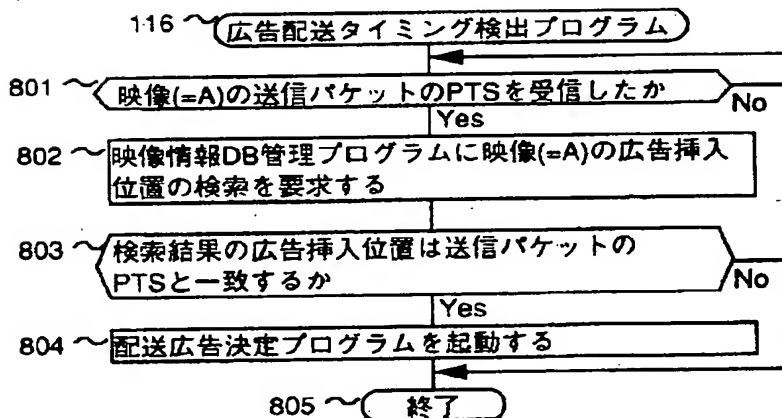 116 広告配送タイミング検出プログラム
801 映像(=A)の送信パケットのPTSを受信したか
No
Yes
802 映像情報DB管理プログラムに映像(=A)の広告挿入
位置の検索を要求する
803 検索結果の広告挿入位置は送信パケットの
PTSと一致するか
No
Yes
804 配送広告決定プログラムを起動する
805 終了